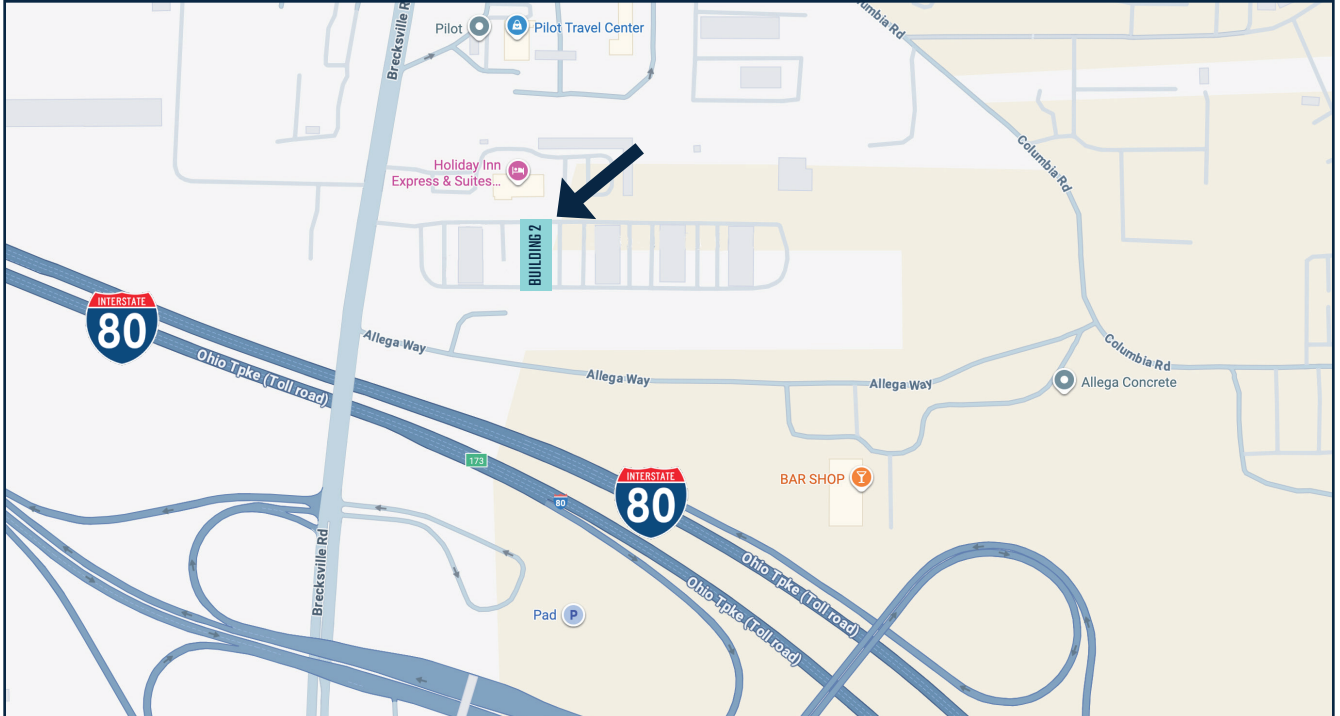 Brecksville R
Pilot
Pilot Travel Center
umbia Rd
Columbia Rd
Holiday Inn
Express & Suites...
BUILDING 2
INTERSTATE
80
Ohio Tpke (Toll road)
Allega Way
Allega Way
Allega Way
Columbia Rd
Allega Concrete
173
80
INTERSTATE
80
BAR SHOP
Brecksville Rd
Ohio Tpke (Toll road)
Ohio Tpke (Toll road)
Pad
P